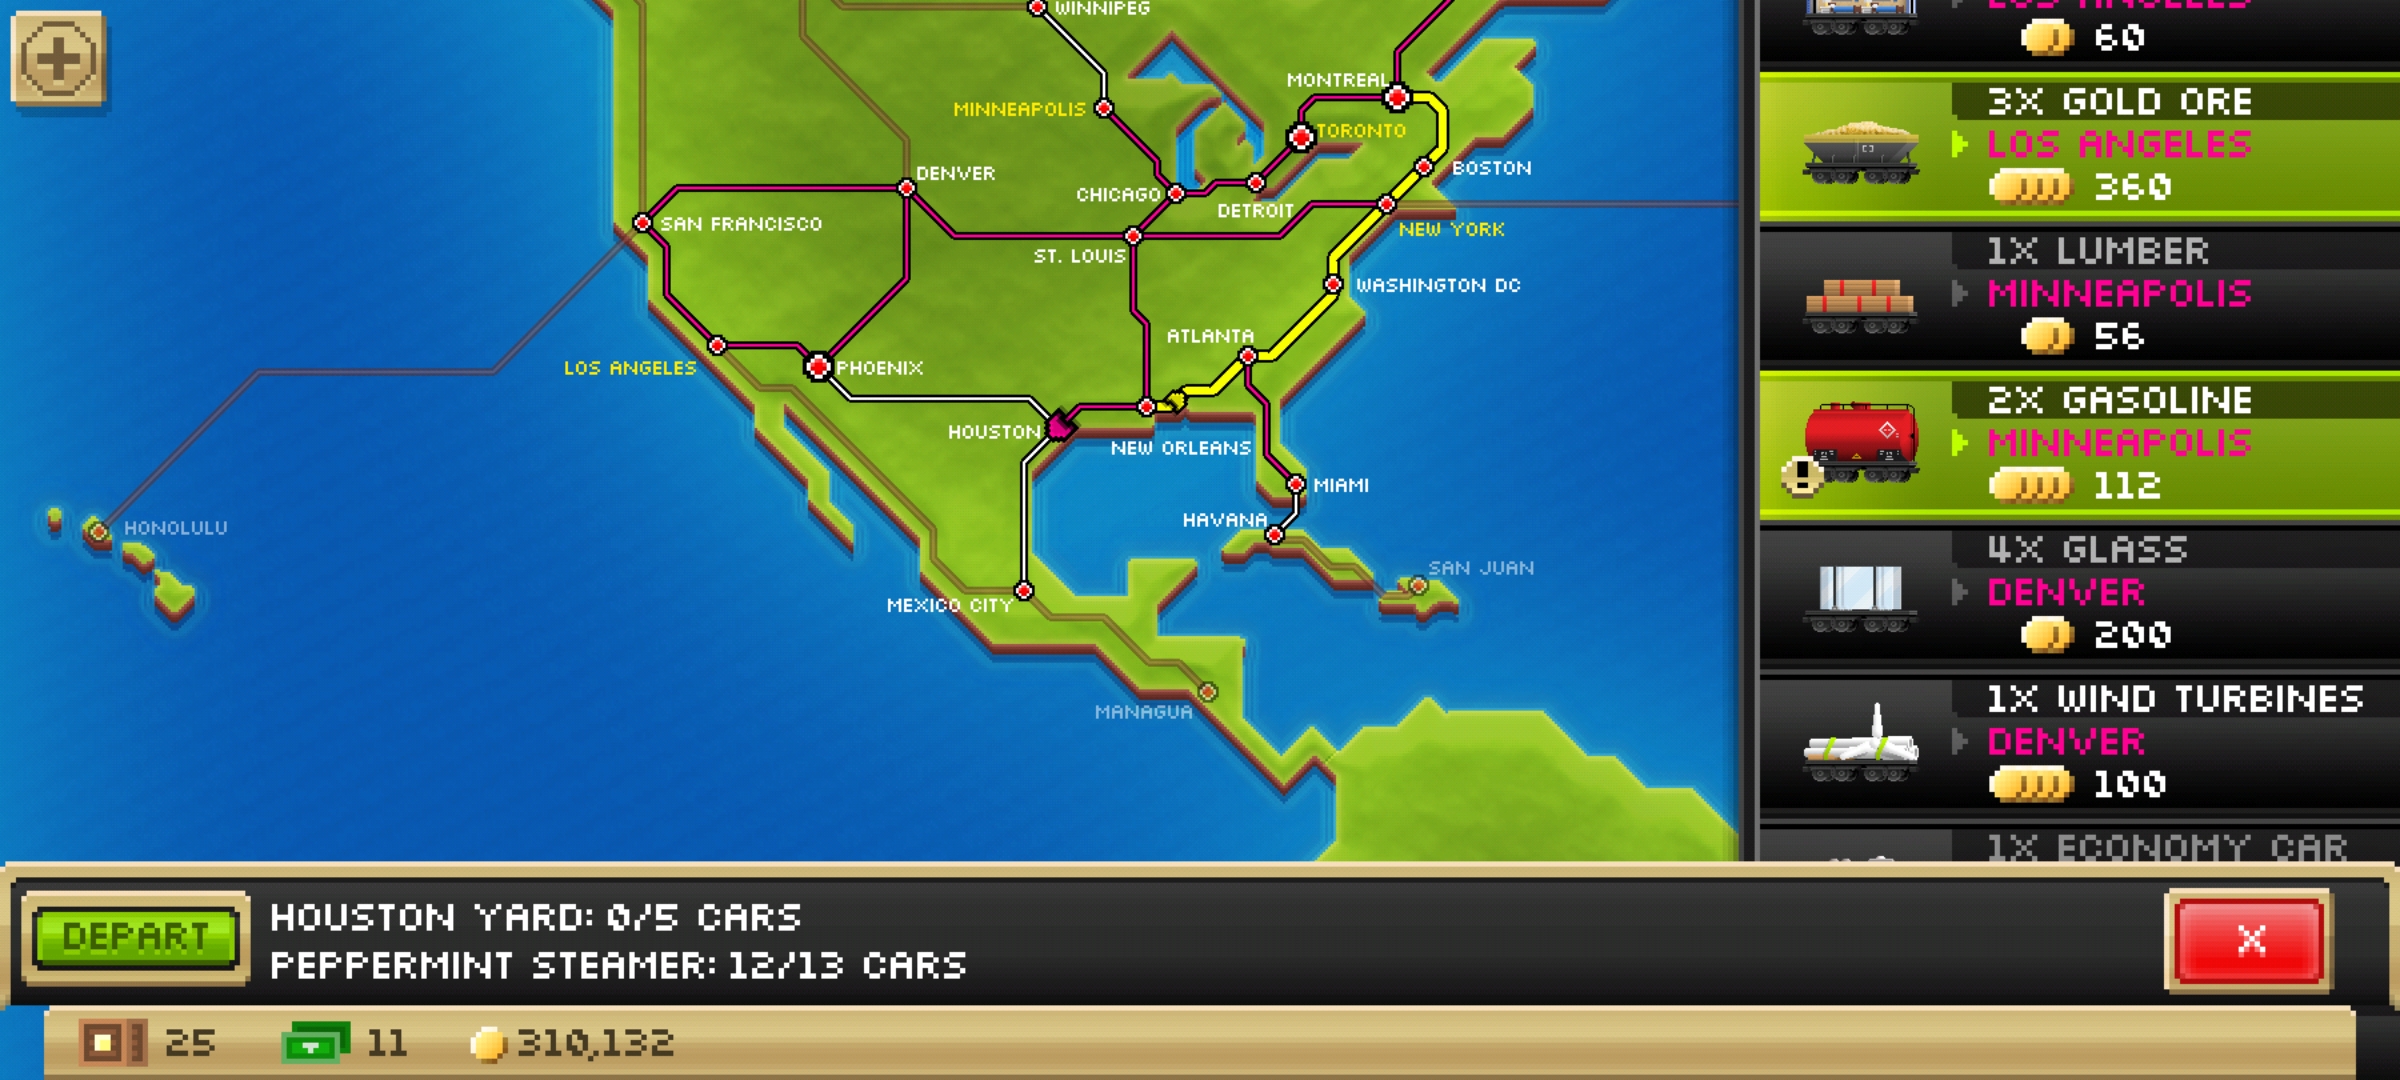 WINNIPEG
MINNEAPOLIS
MONTREAL
TORONTO
DENVER
CHICAGO
BOSTON
DETROIT
SAN FRANCISCO
NEW YORK
ST. LOUIS
WASHINGTON DC
ATLANTA
LOS ANGELES
PHOENIX
HOUSTON
NEW ORLEANS
MIAMI
HAVANA
HONOLULU
SAN JUAN
MEXICO CITY
MANAGUA
LOS ANGELES
60
3X GOLD ORE
LOS ANGELES
360
1X LUMBER
MINNEAPOLIS
56
2X GASOLINE
MINNEAPOLIS
112
4X GLASS
DENVER
200
1X WIND TURBINES
DENVER
100
1X ECONOMY CAR
DEPART
HOUSTON YARD: 0/5 CARS
PEPPERMINT STEAMER: 12/13 CARS
X
25
11
310,132